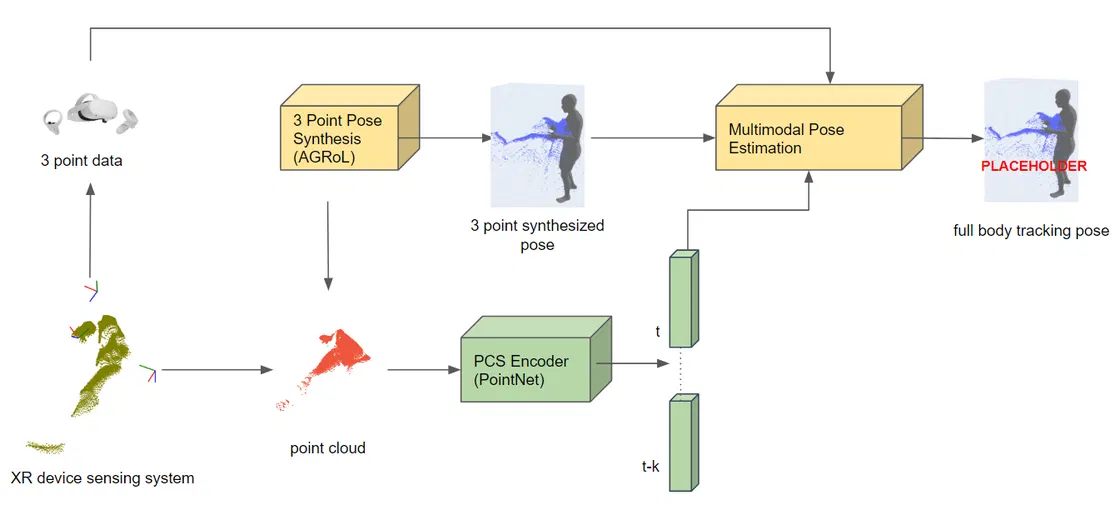 3 point data
3 Point Pose
Synthesis
(AGRoL)
3 point synthesized
pose
Multimodal Pose
Estimation
PLACEHOLDER
full body tracking pose
XR device sensing system
point cloud
PCS Encoder
(PointNet)
t
t-k